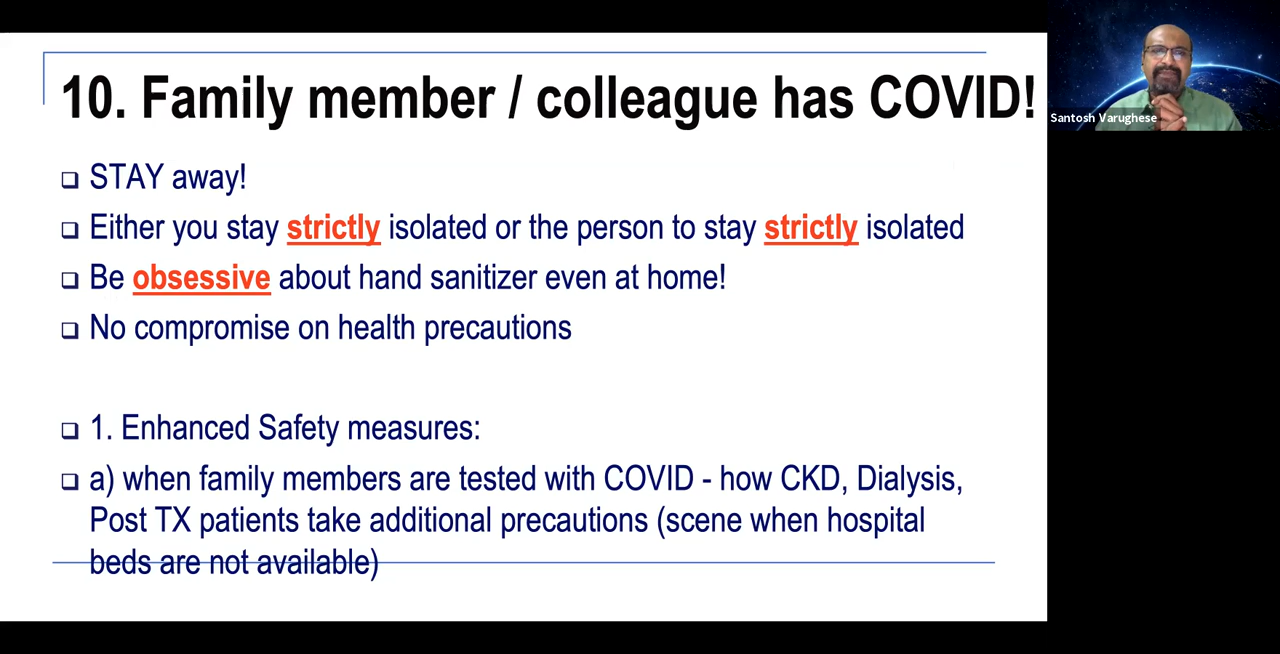 10. Family member / colleague has COVID!
Santosh Varughese
❑ STAY away!
❑ Either you stay strictly isolated or the person to stay strictly isolated
❑ Be obsessive about hand sanitizer even at home!
❑ No compromise on health precautions
❑ 1. Enhanced Safety measures:
❑ a) when family members are tested with COVID - how CKD, Dialysis,
Post TX patients take additional precautions (scene when hospital
beds are not available)